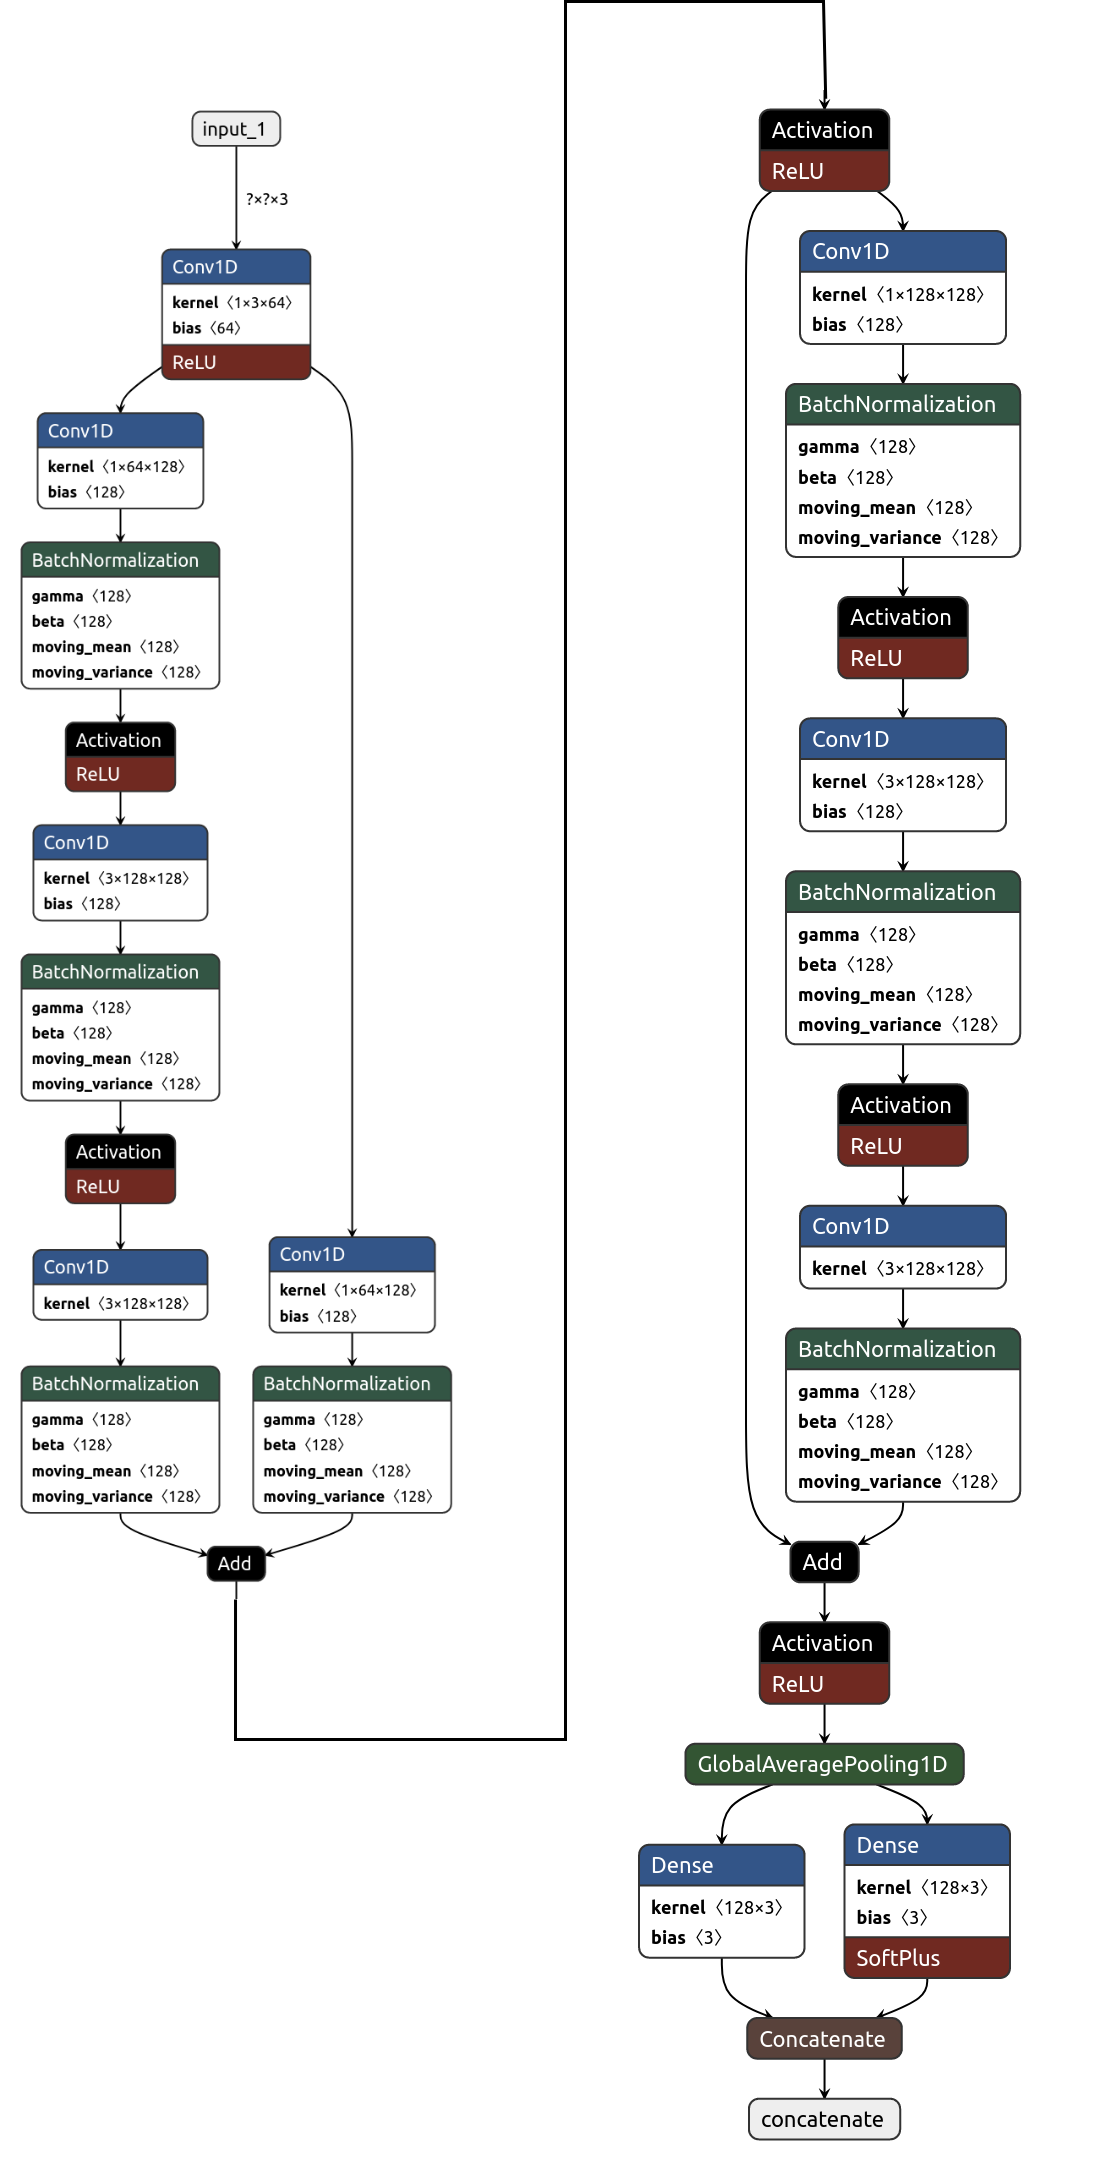 input_1
?×?×3
Conv1D
kernel〈1×3×64〉
bias〈64〉
ReLU
Conv1D
kernel〈1×64×128〉
bias〈128〉
BatchNormalization
gamma〈128〉
beta〈128〉
moving_mean〈128〉
moving_variance〈128〉
Activation
ReLU
Conv1D
kernel〈3×128×128〉
bias〈128〉
BatchNormalization
gamma〈128〉
beta〈128〉
moving_mean〈128〉
moving_variance〈128〉
Activation
ReLU
Conv1D
kernel〈3×128×128〉
BatchNormalization
gamma〈128〉
beta〈128〉
moving_mean〈128〉
moving_variance〈128〉
Conv1D
kernel〈1×64×128〉
bias〈128〉
BatchNormalization
gamma〈128〉
beta〈128〉
moving_mean〈128〉
moving_variance〈128〉
Add
Activation
ReLU
Conv1D
kernel〈1×128×128〉
bias〈128〉
BatchNormalization
gamma〈128〉
beta〈128〉
moving_mean〈128〉
moving_variance〈128〉
Activation
ReLU
Conv1D
kernel〈3×128×128〉
bias〈128〉
BatchNormalization
gamma〈128〉
beta〈128〉
moving_mean〈128〉
moving_variance〈128〉
Activation
ReLU
Conv1D
kernel〈3×128×128〉
BatchNormalization
gamma〈128〉
beta〈128〉
moving_mean〈128〉
moving_variance〈128〉
Add
Activation
ReLU
GlobalAveragePooling1D
Dense
kernel〈128×3〉
bias〈3〉
Dense
kernel〈128×3〉
bias〈3〉
SoftPlus
Concatenate
concatenate